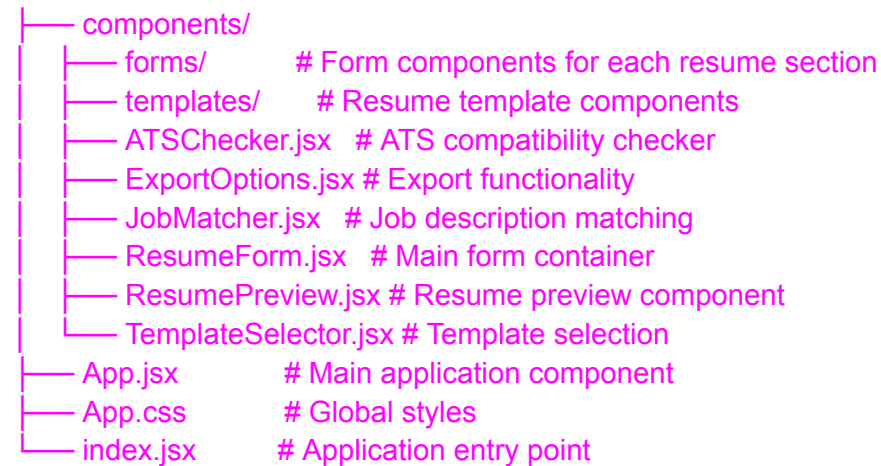 ├── components/
│   ├── forms/          # Form components for each resume section
│   ├── templates/      # Resume template components
│   ├── ATSChecker.jsx   # ATS compatibility checker
│   ├── ExportOptions.jsx # Export functionality
│   ├── JobMatcher.jsx   # Job description matching
│   ├── ResumeForm.jsx   # Main form container
│   ├── ResumePreview.jsx # Resume preview component
│   └── TemplateSelector.jsx # Template selection
├── App.jsx             # Main application component
├── App.css             # Global styles
└── index.jsx          # Application entry point